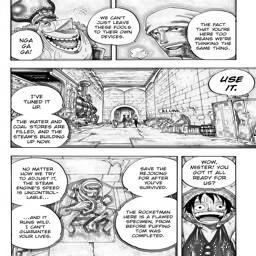 NGA
GA
GA!
WE CAN'T
JUST LEAVE
THESE FOOLS
TO THEIR OWN
DEVICES.
THE FACT
THAT YOU'RE
HERE TOO
MEANS WE'RE
THINKING THE
SAME THING.
I'VE
TUNED IT
UP.
THE WATER AND
COAL STORES ARE
FILLED, AND THE
STEAM'S BUILDING
UP NOW.
USE
IT.
NO MATTER
HOW WE TRY
TO ADJUST IT,
THE STEAM
ENGINE'S SPEED
IS UNCONTROL-
LABLE...
...AND IT
RUNS WILD.
I CAN'T
GUARANTEE
YOUR LIVES.
SAVE THE
REJOICING FOR
AFTER YOU'VE
SURVIVED.
THE ROCKETMAN
HERE IS A FLAWED
SPECIMEN, FROM
BEFORE PUFFING
TOM WAS
COMPLETED.
WOW,
MISTER! YOU
GOT IT ALL
READY FOR
US?